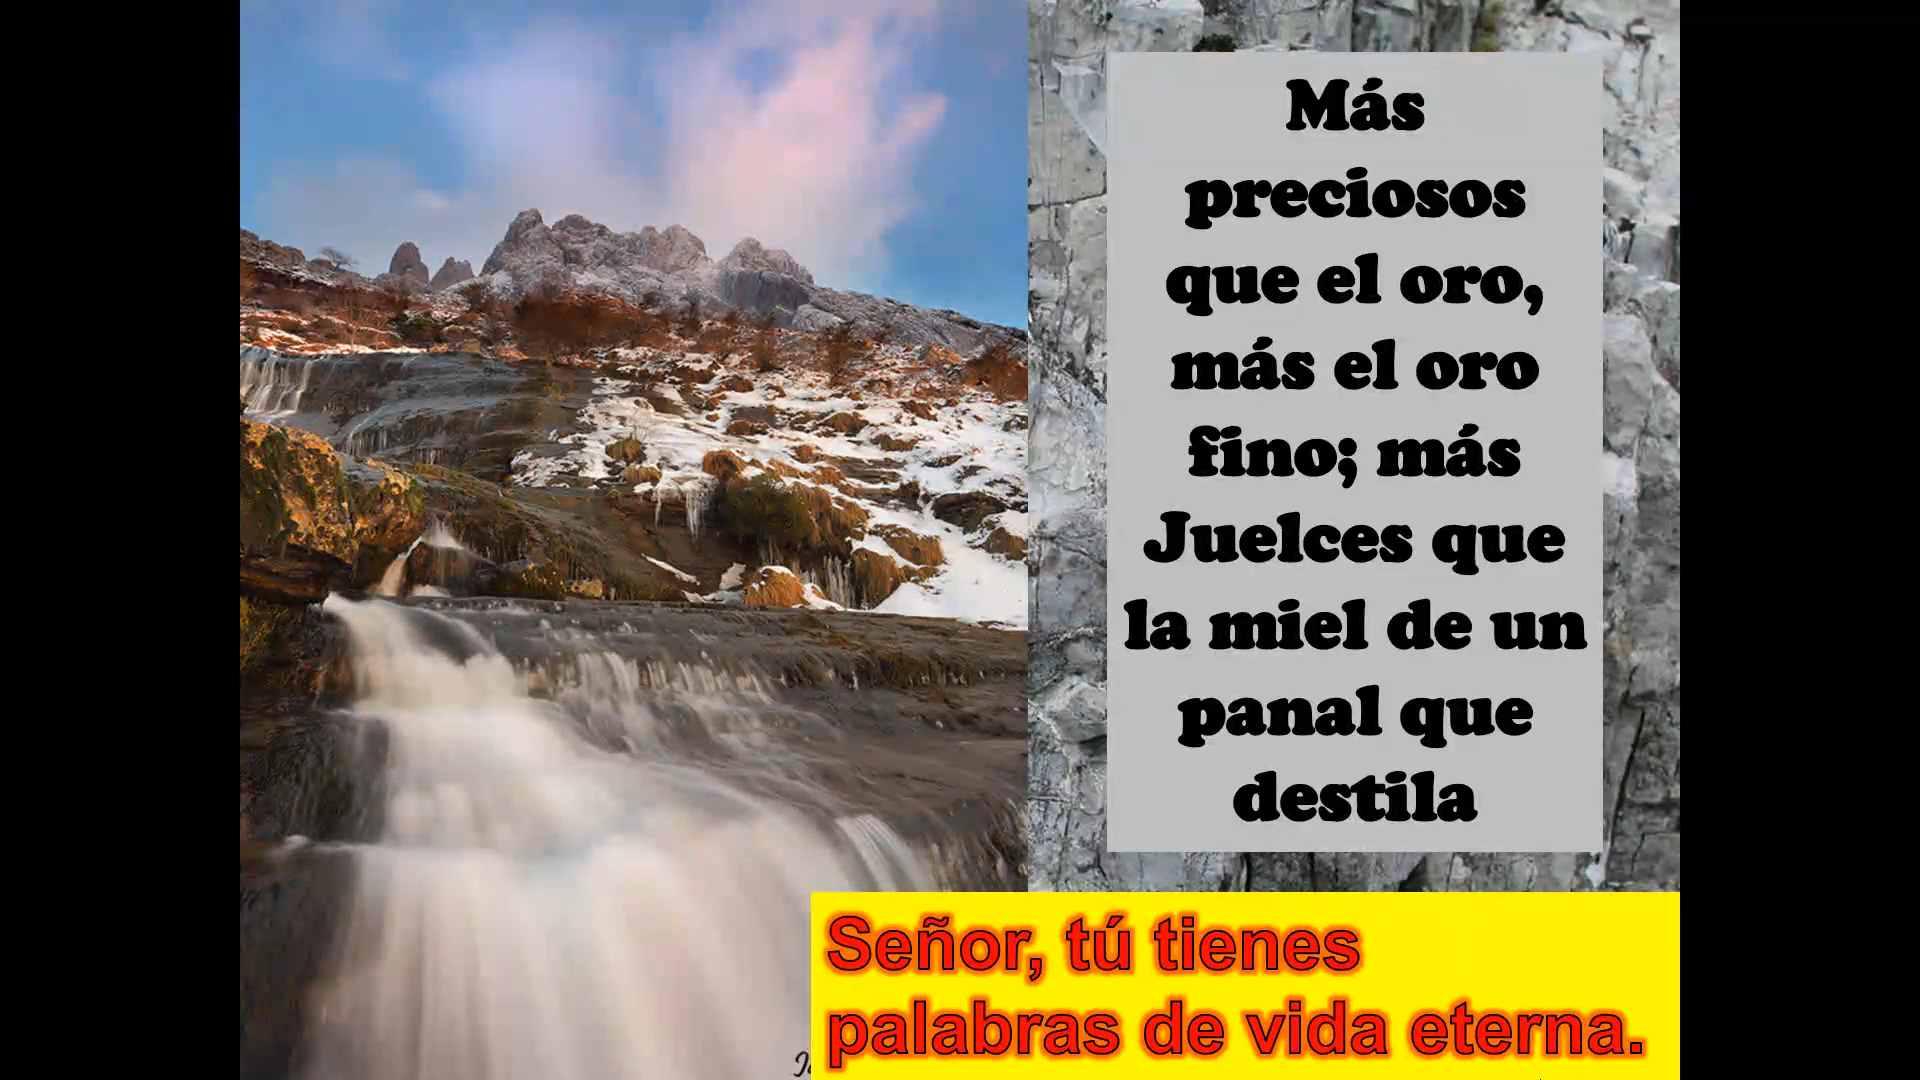 Más
preciosos
que el oro,
más el oro
fino; más
Juelces que
la miel de un
panal que
destila
Señor, tú tienes
palabras de vida eterna.